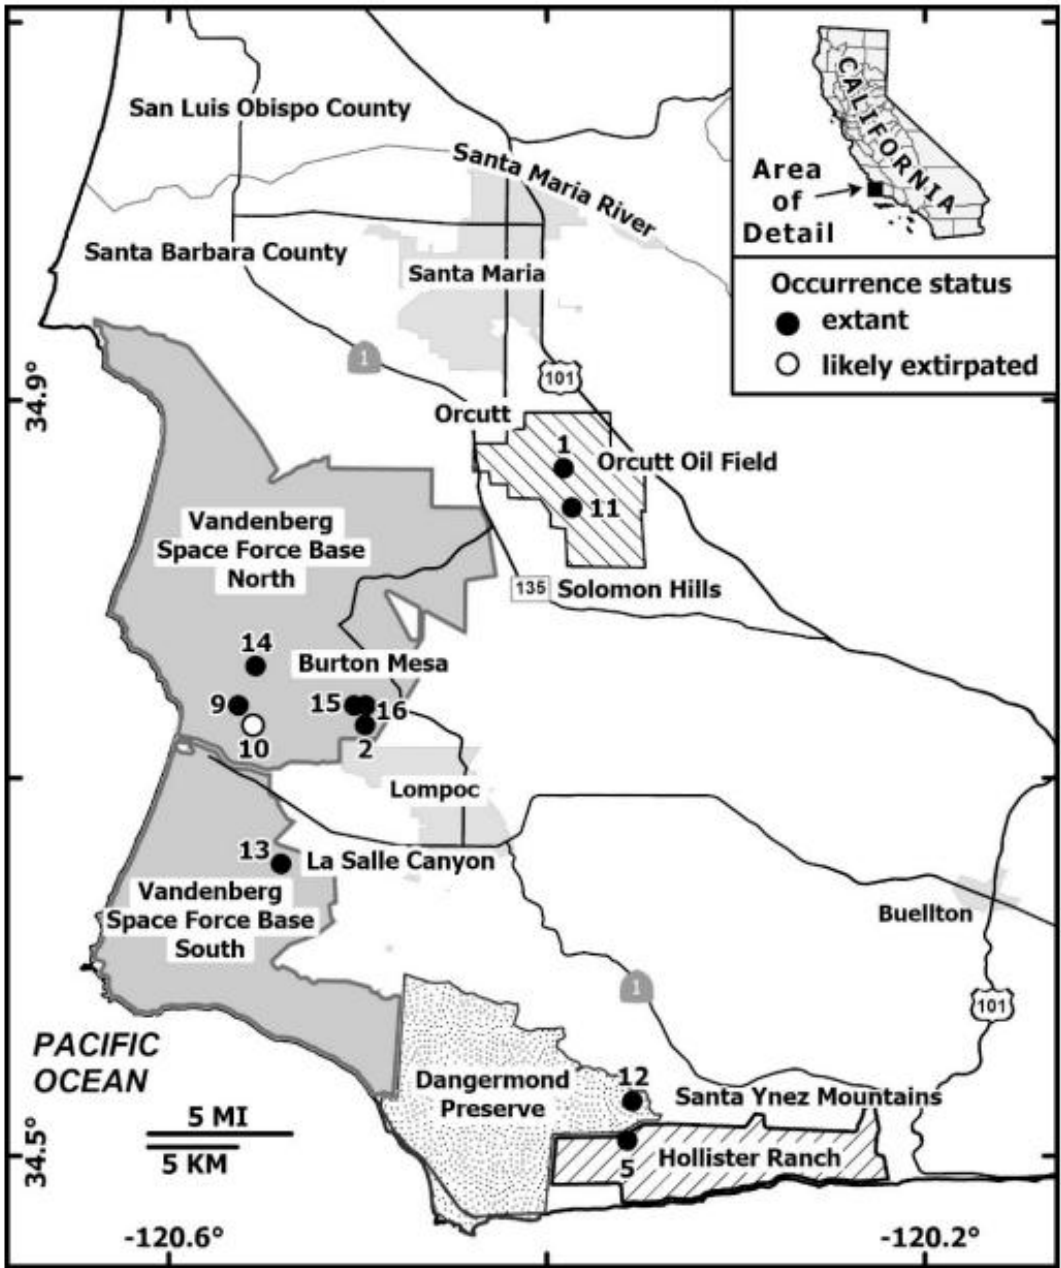 San Luis Obispo County
Santa Maria River
Santa Barbara County
Santa Maria
1
101
Orcutt
CALIFORNIA
Area
of
Detail
Occurrence status
extant
likely extirpated
34.9°
1
Orcutt Oil Field
11
Vandenberg
Space Force Base
North
135
Solomon Hills
14
Burton Mesa
9
15
16
10
2
Lompoc
13
La Salle Canyon
Vandenberg
Space Force Base
South
Buellton
1
101
PACIFIC
OCEAN
Dangermond
Preserve
12
Santa Ynez Mountains
5 MI
5 KM
5
Hollister Ranch
34.5°
-120.6°
-120.2°